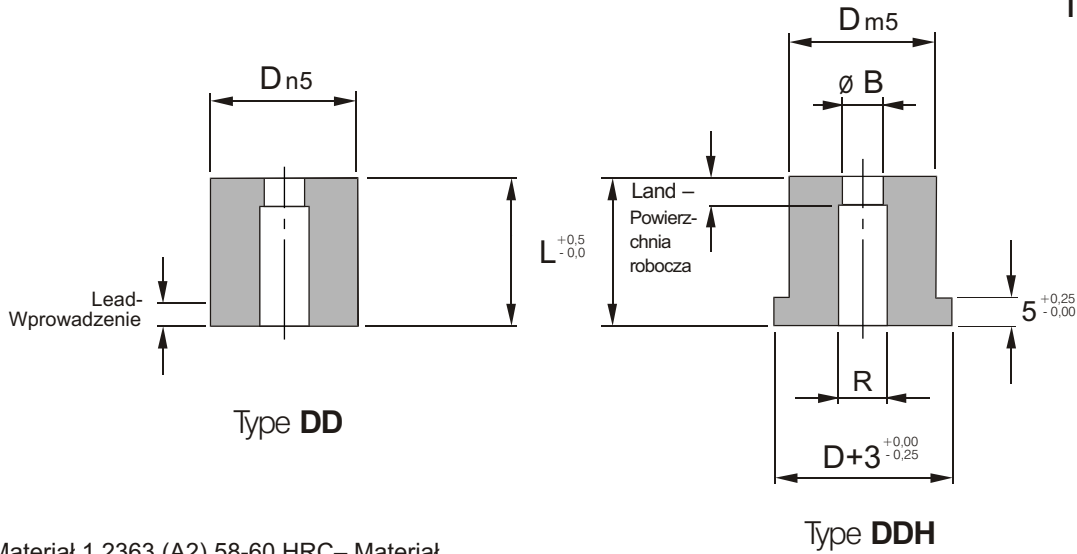 D m5
D n5
ø B
Land –
Powierz-
chnia
robocza
L +0,5 - 0,0
Lead-
Wprowadzenie
5 +0,25 - 0,00
R
D+3 +0,00 - 0,25
Type DD
Type DDH
Materiał 1.2363 (A2) 58-60 HRC– Materiał